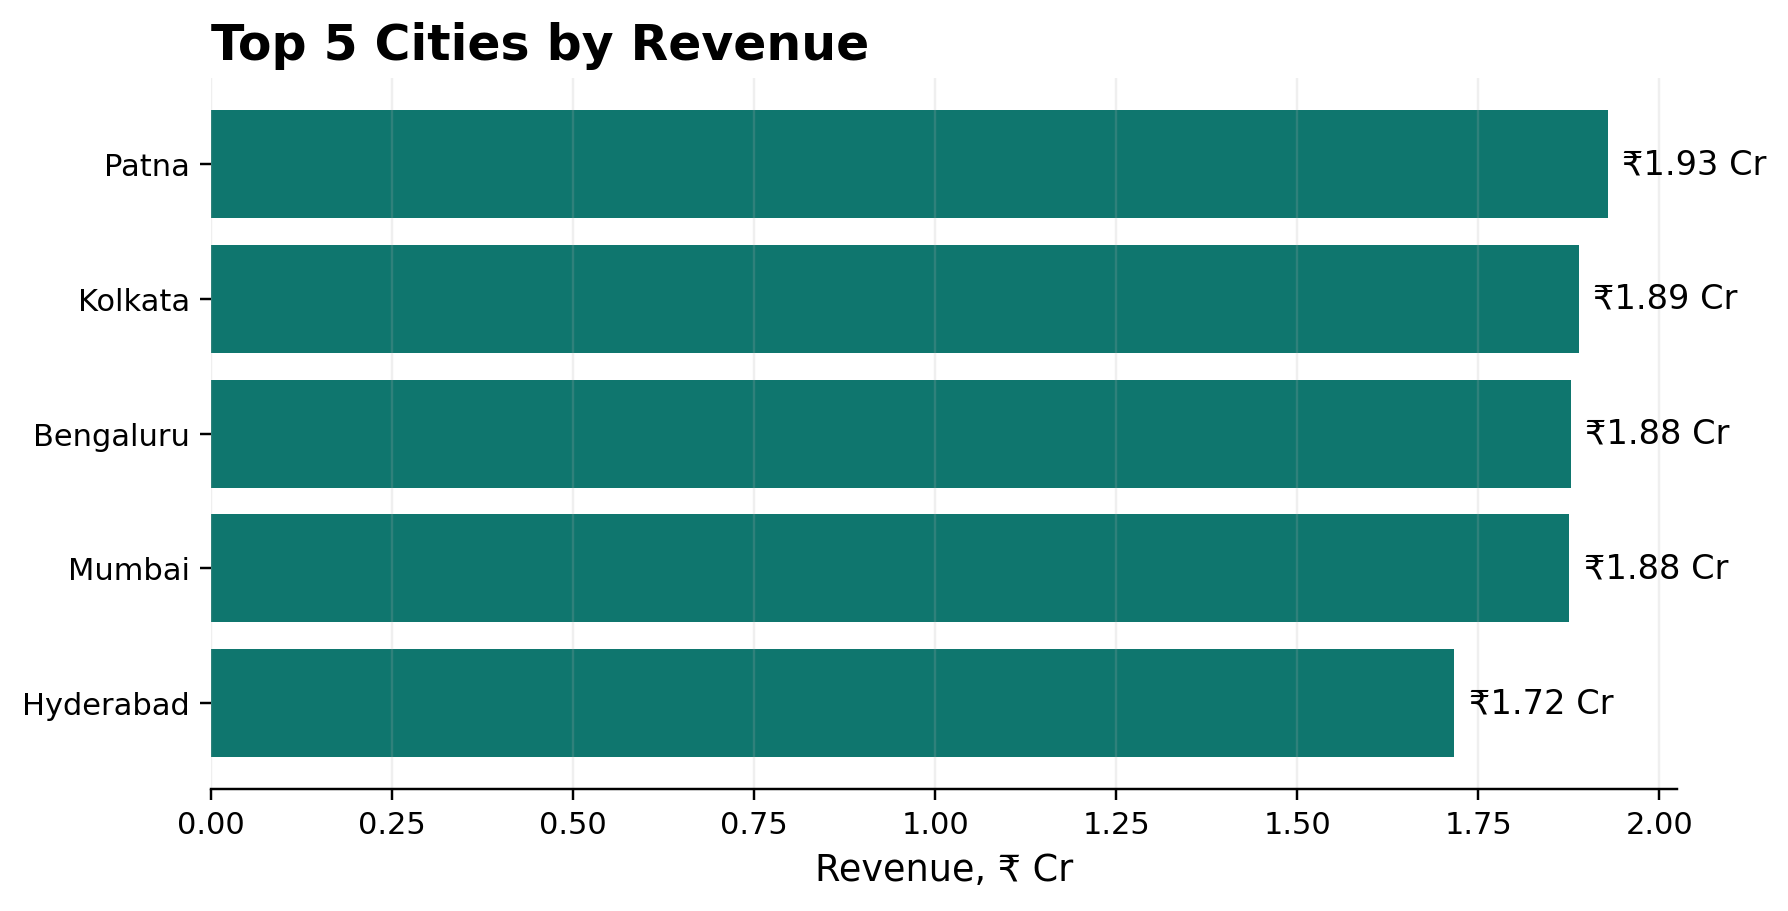 Top 5 Cities by Revenue
Patna ₹1.93 Cr
Kolkata ₹1.89 Cr
Bengaluru ₹1.88 Cr
Mumbai ₹1.88 Cr
Hyderabad ₹1.72 Cr
0.00 0.25 0.50 0.75 1.00 1.25 1.50 1.75 2.00
Revenue, ₹ Cr